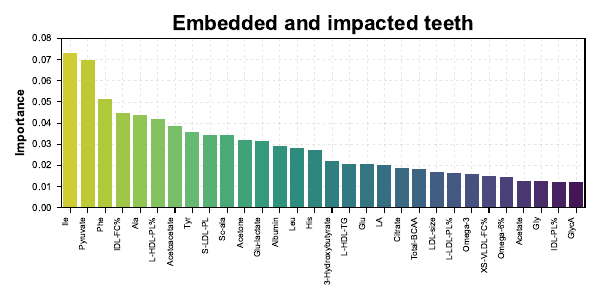 Embedded and impacted teeth
Importance
0.08
0.07
0.06
0.05
0.04
0.03
0.02
0.01
0.00
Ile
Pyruvate
Phe
IDL-FC%
Ala
L-HDL-PL%
Acetoacetate
Tyr
S-LDL-PL
Sc-ala
Acetone
Glu-lactate
Albumin
Leu
His
3-Hydroxybutyrate
L-HDL-TG
Glu
LA
Citrate
Total-BCAA
LDL-size
L-LDL-PL%
Omega-3
XS-VLDL-FC%
Omega-6%
Acetate
Gly
IDL-PL%
GlycA